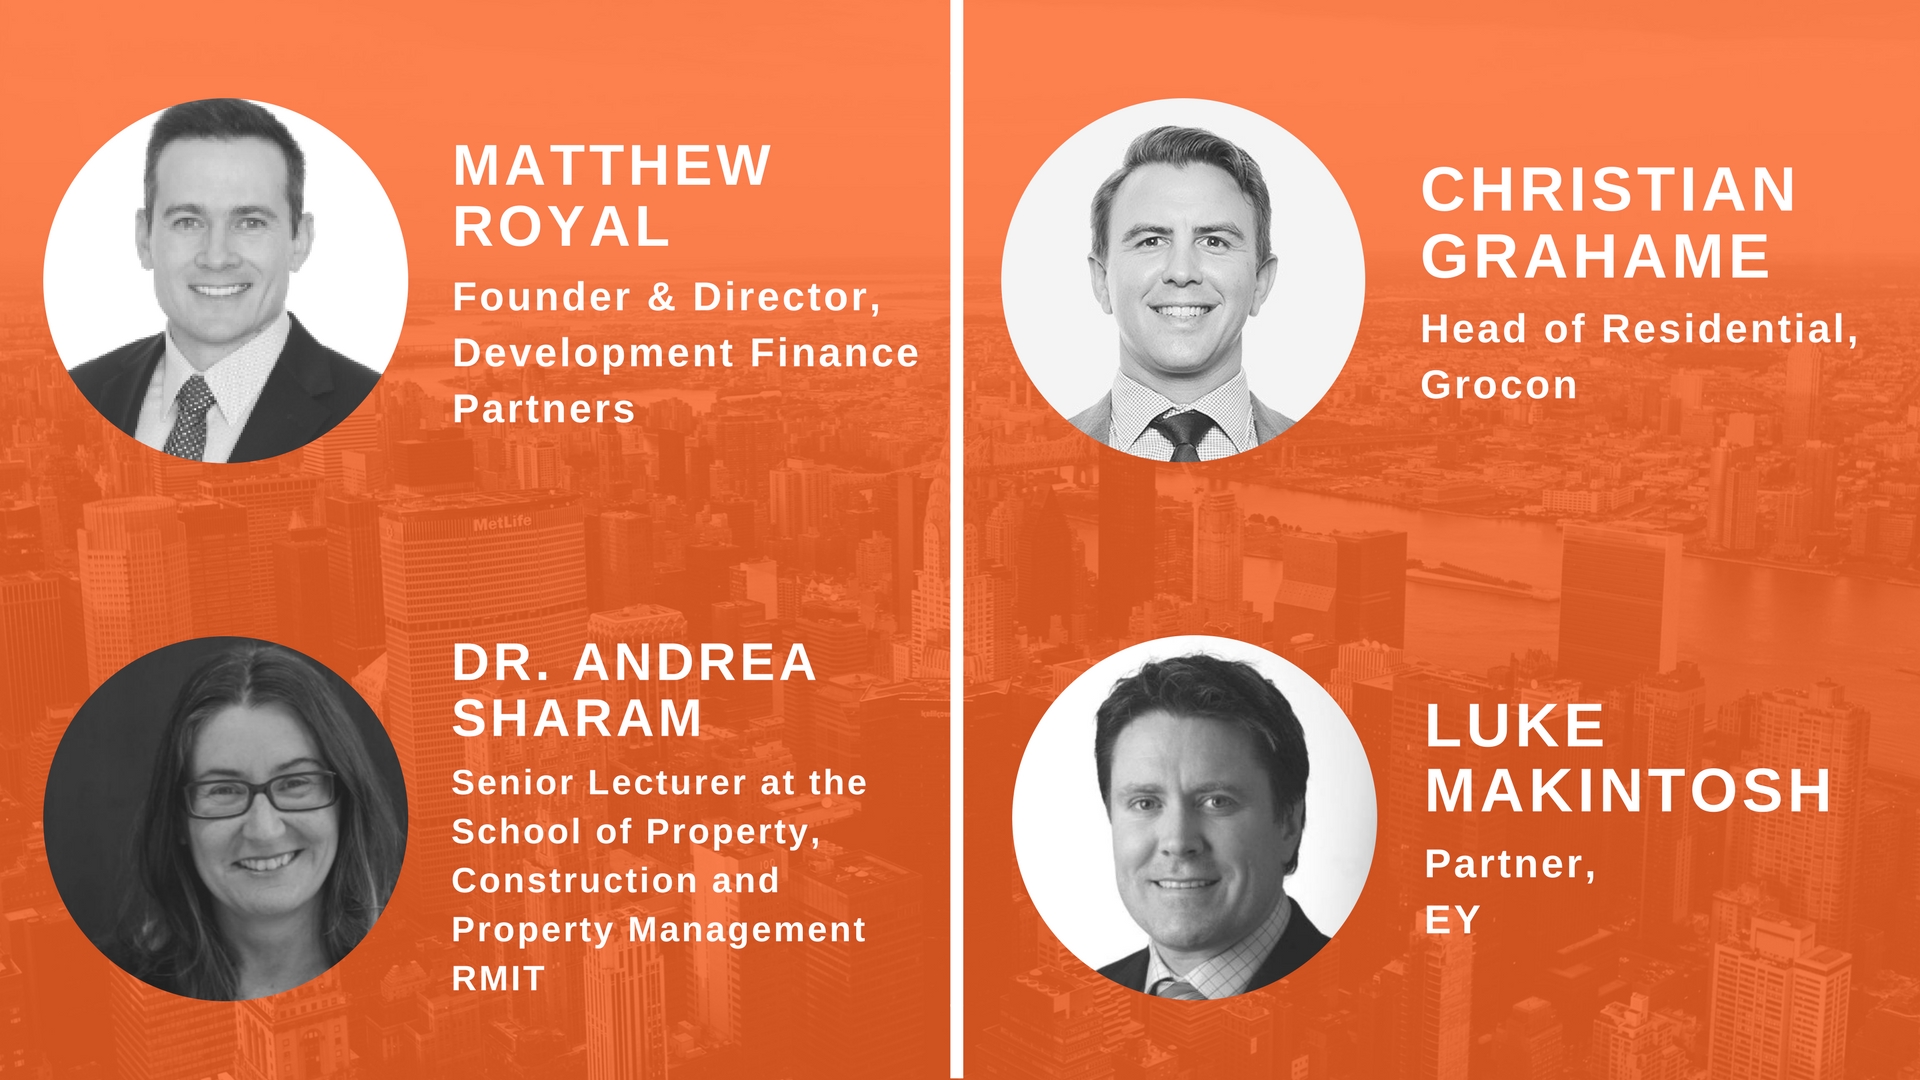 MATTHEW
ROYAL
Founder & Director,
Development Finance
Partners
CHRISTIAN
GRAHAME
Head of Residential,
Grocon
MetLife
DR. ANDREA
SHARAM
Senior Lecturer at the
School of Property,
Construction and
Property Management
RMIT
LUKE
MAKINTOSH
Partner,
EY